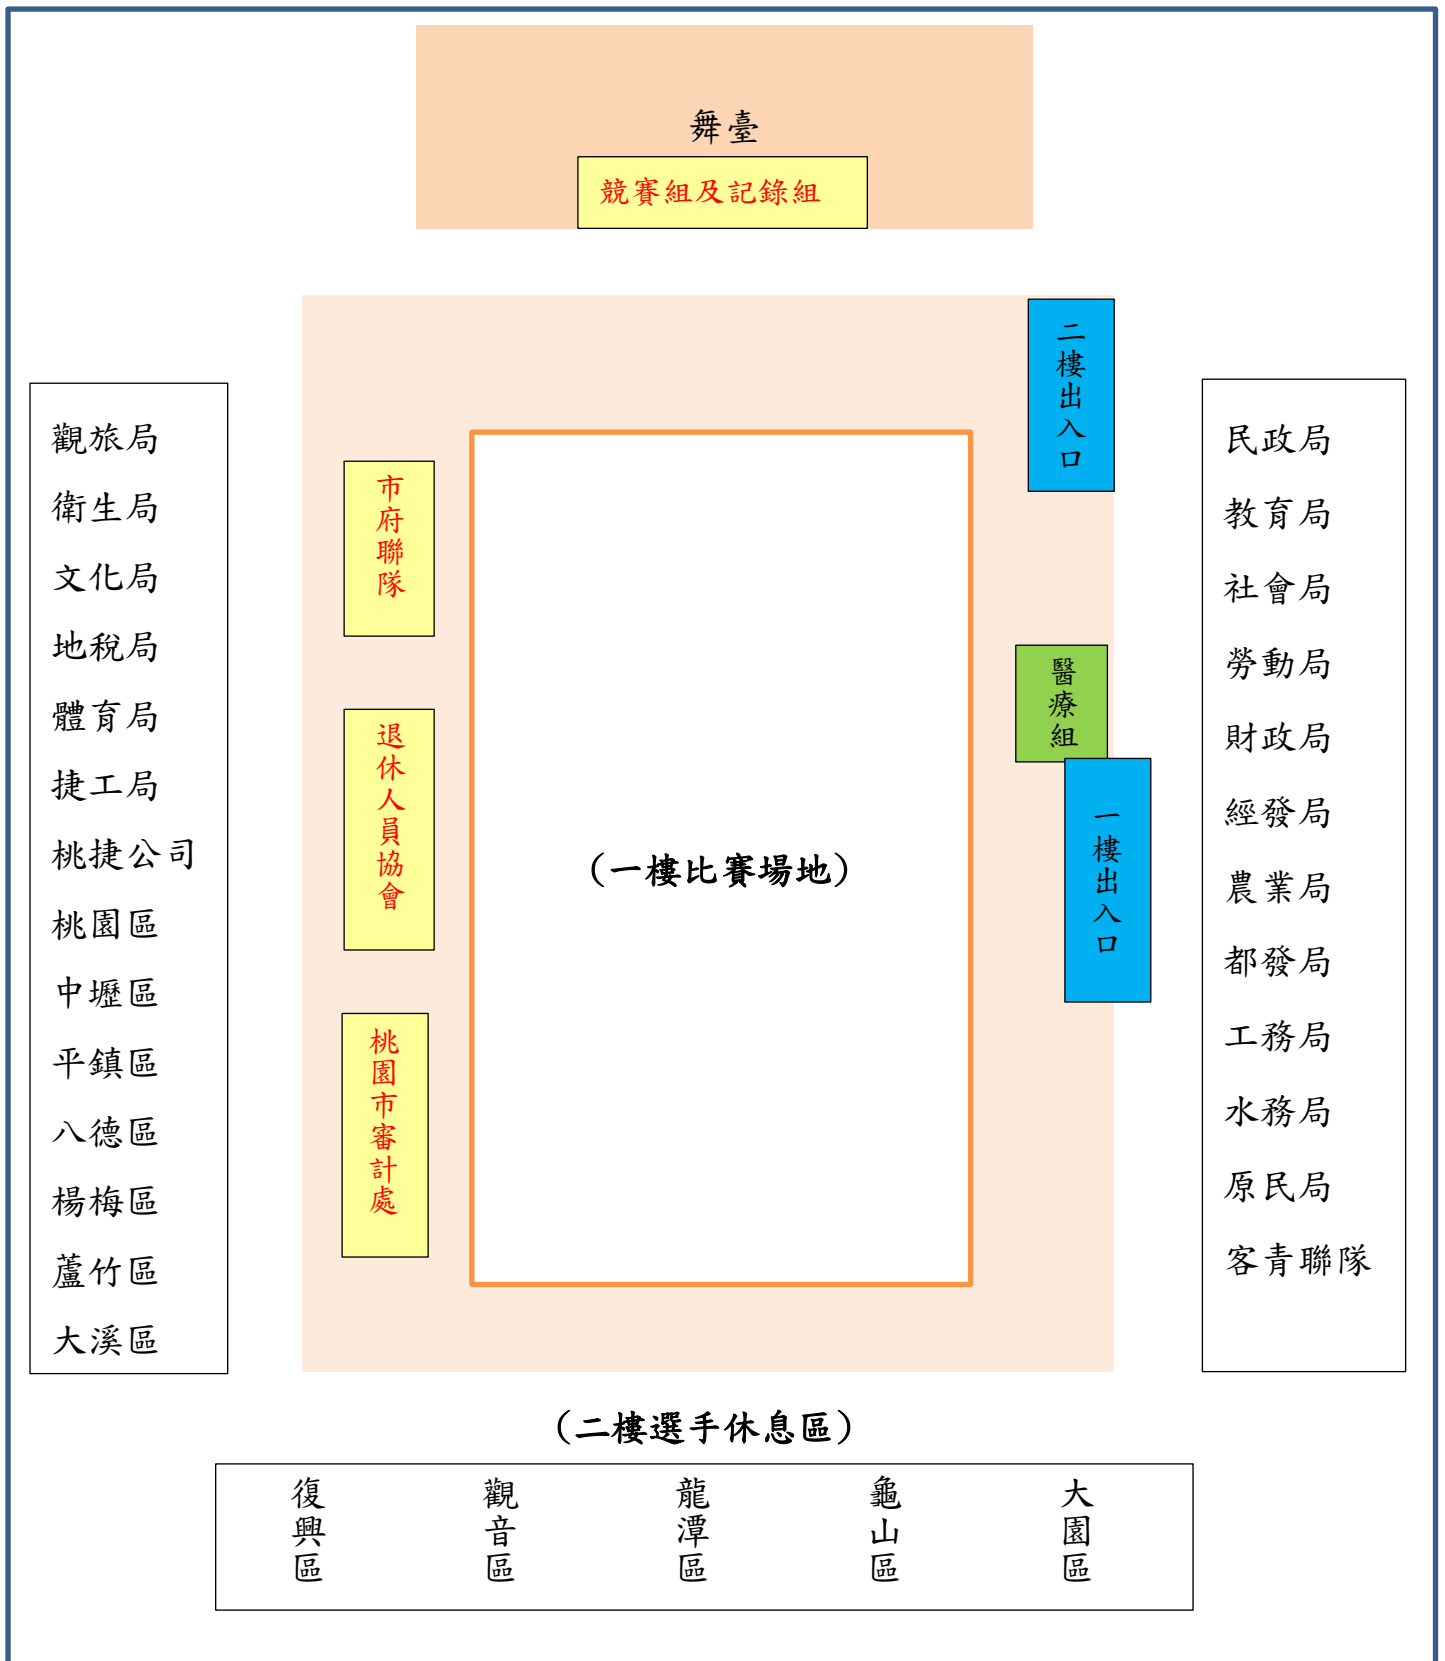 舞臺
競賽組及記錄組
二樓出入口
觀旅局
衛生局
文化局
地稅局
體育局
捷工局
桃捷公司
桃園區
中壢區
平鎮區
八德區
楊梅區
蘆竹區
大溪區
市府聯隊
退休人員協會
桃園市審計處
(一樓比賽場地)
醫療組
一樓出入口
民政局
教育局
社會局
勞動局
財政局
經發局
農業局
都發局
工務局
水務局
原民局
客青聯隊
(二樓選手休息區)
復興區
觀音區
龍潭區
龜山區
大園區